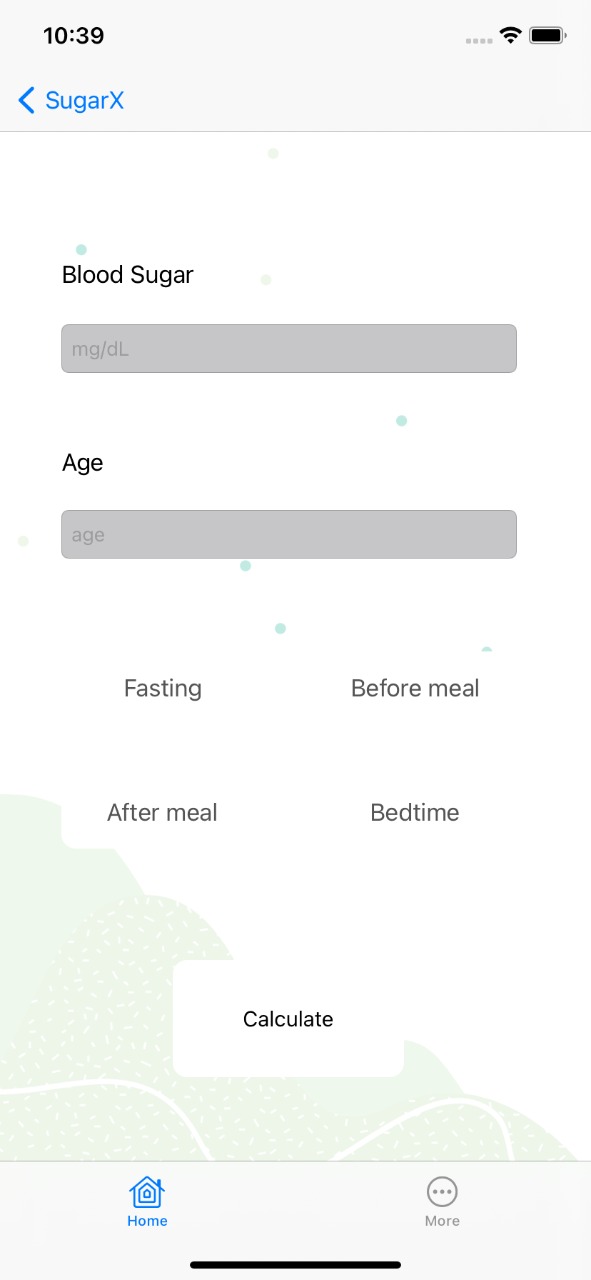 10:39
SugarX
Blood Sugar
mg/dL
Age
age
Fasting
Before meal
After meal
Bedtime
Calculate
Home
More